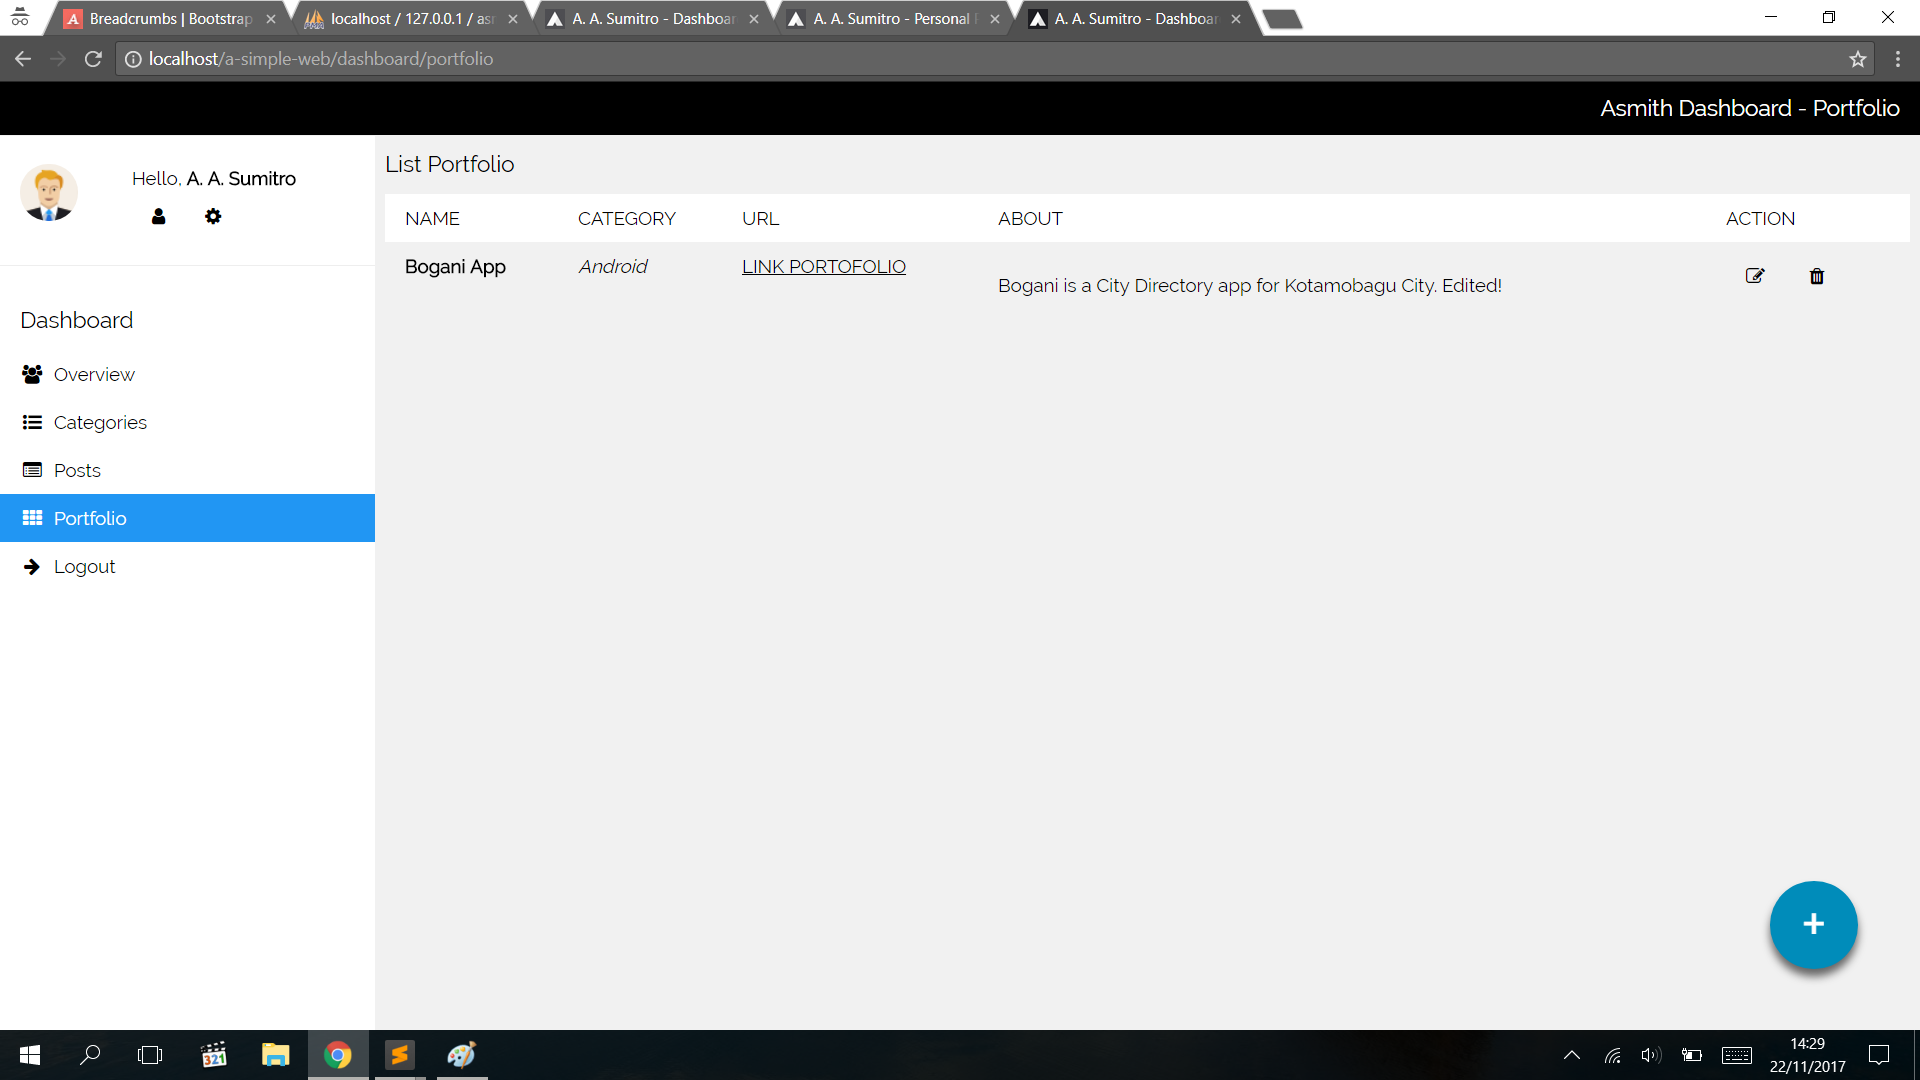 Breadcrumbs | Bootstrap
localhost / 127.0.0.1 / asm
A. A. Sumitro - Dashboar
A. A. Sumitro - Personal
A. A. Sumitro - Dashboar
localhost/a-simple-web/dashboard/portfolio
Asmith Dashboard - Portfolio
Hello, A. A. Sumitro
List Portfolio
NAME CATEGORY URL ABOUT ACTION
Bogani App Android LINK PORTOFOLIO Bogani is a City Directory app for Kotamobagu City. Edited!
Dashboard
Overview
Categories
Posts
Portfolio
Logout
+
321
14:29
22/11/2017